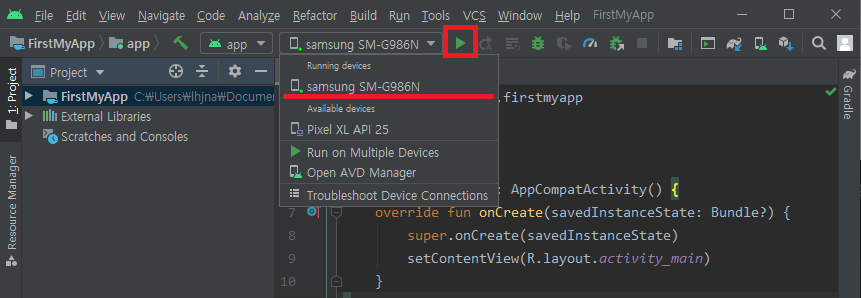 File Edit View Navigate Code Analyze Refactor Build Run Tools VCS Window Help FirstMyApp
FirstMyApp app app samsung SM-G986N
Project
Running devices
samsung SM-G986N
FirstMyApp C:₩Users₩lhjna₩Docume
.firstmyapp
External Libraries
Available devices
Scratches and Consoles
Pixel XL API 25
Run on Multiple Devices
Open AVD Manager
: AppCompatActivity() {
Troubleshoot Device Connections
7 override fun onCreate(savedInstanceState: Bundle?) {
8 super.onCreate(savedInstanceState)
9 setContentView(R.layout.activity_main)
10 }
1: Project
Resource Manager
Gradle